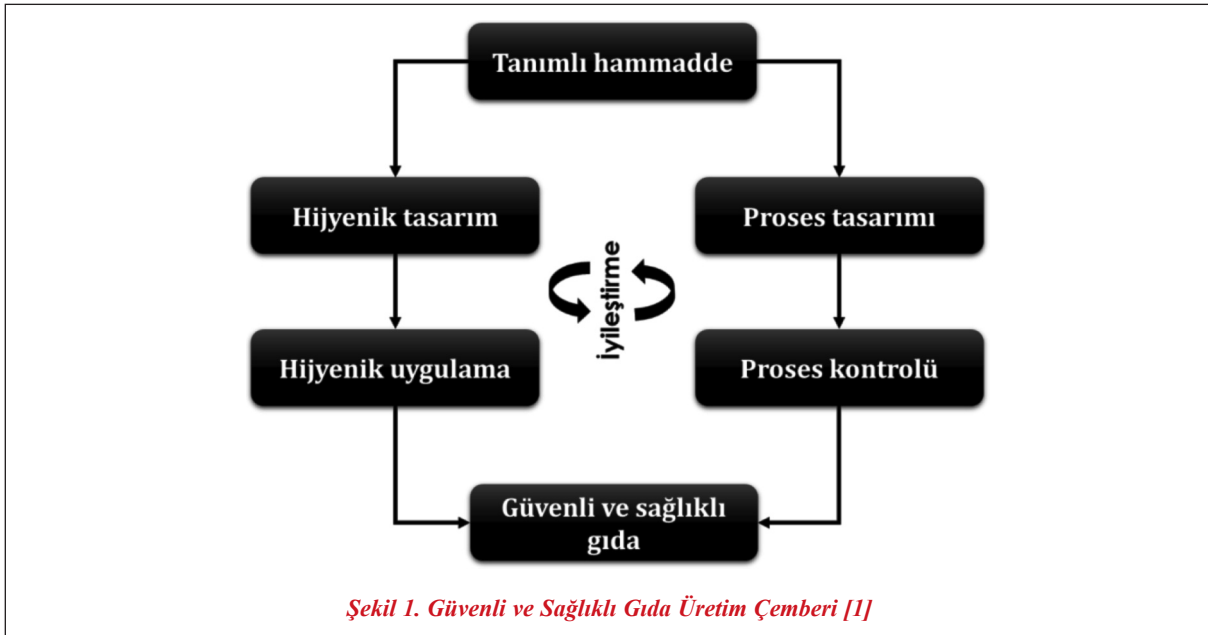 Tanımlı hammadde
Hijyenik tasarım
Proses tasarımı
İyileştirme
Hijyenik uygulama
Proses kontrolü
Güvenli ve sağlıklı
gıda
Şekil 1. Güvenli ve Sağlıklı Gıda Üretim Çemberi [1]